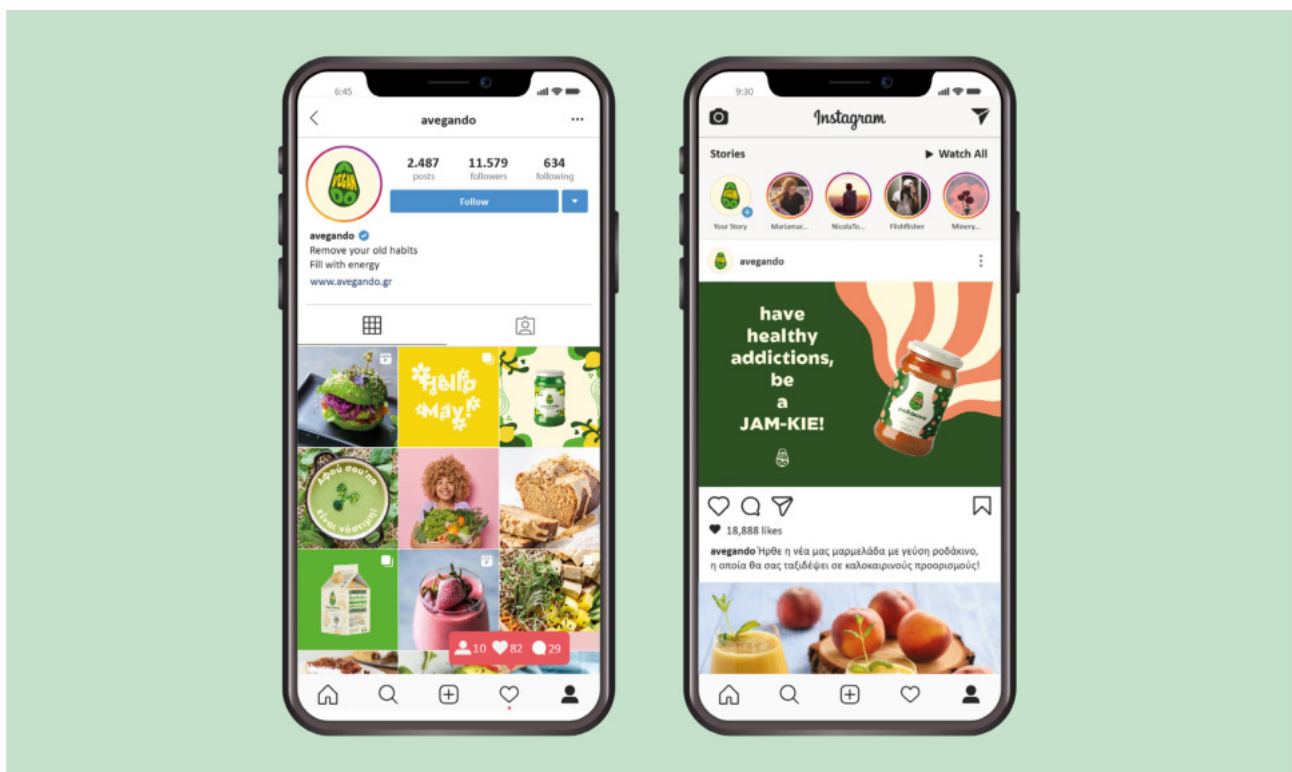 6:45
avegando
VEGAN
DO
2.487 11.579 634
posts followers following
Follow
avegando
Remove your old habits
Fill with energy
www.avegando.gr
Hello
May!
Αφού σου'πα
είναι νόστιμη!
10 82 29
9:30
Instagram
Stories
Watch All
Your Story Mariamar... NicolaTo... Flishflisher Minery...
avegando
have
healthy
addictions,
be
a
JAM-KIE!
18,888 likes
avegando Ήρθε η νέα μας μαρμελάδα με γεύση ροδάκινο,
η οποία θα σας ταξιδέψει σε καλοκαιρινούς προορισμούς!